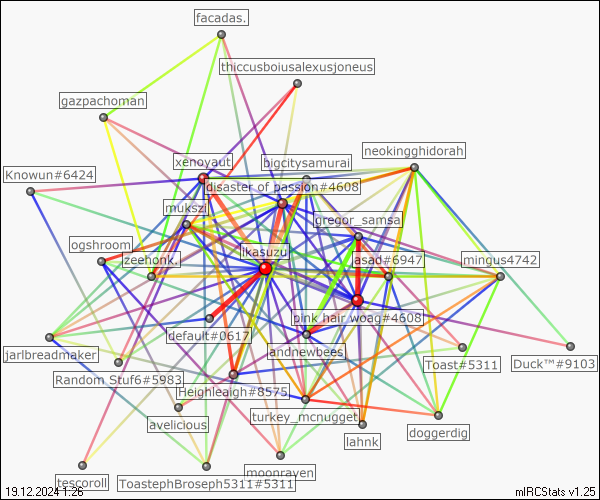 facadas.
thiccusboiusalexusjoneus
gazpachoman
neokingghidorah
xenoyaut
bigcitysamurai
Knowun#6424
disaster of passion#4608
mukszi
gregor_samsa
ogshroom
ikasuzu
zeehonk.
asad#6947
mingus4742
pink hair woag#4608
default#0617
andnewbees
jarlbreadmaker
Toast#5311
Duck™#9103
Random Stuf6#5983
Heighleaigh#8575
turkey_mcnugget
avelicious
doggerdig
lahnk
moonraven
tescoroll
ToastephBroseph5311#5311
19.12.2024 1:26
mIRCStats v1.25